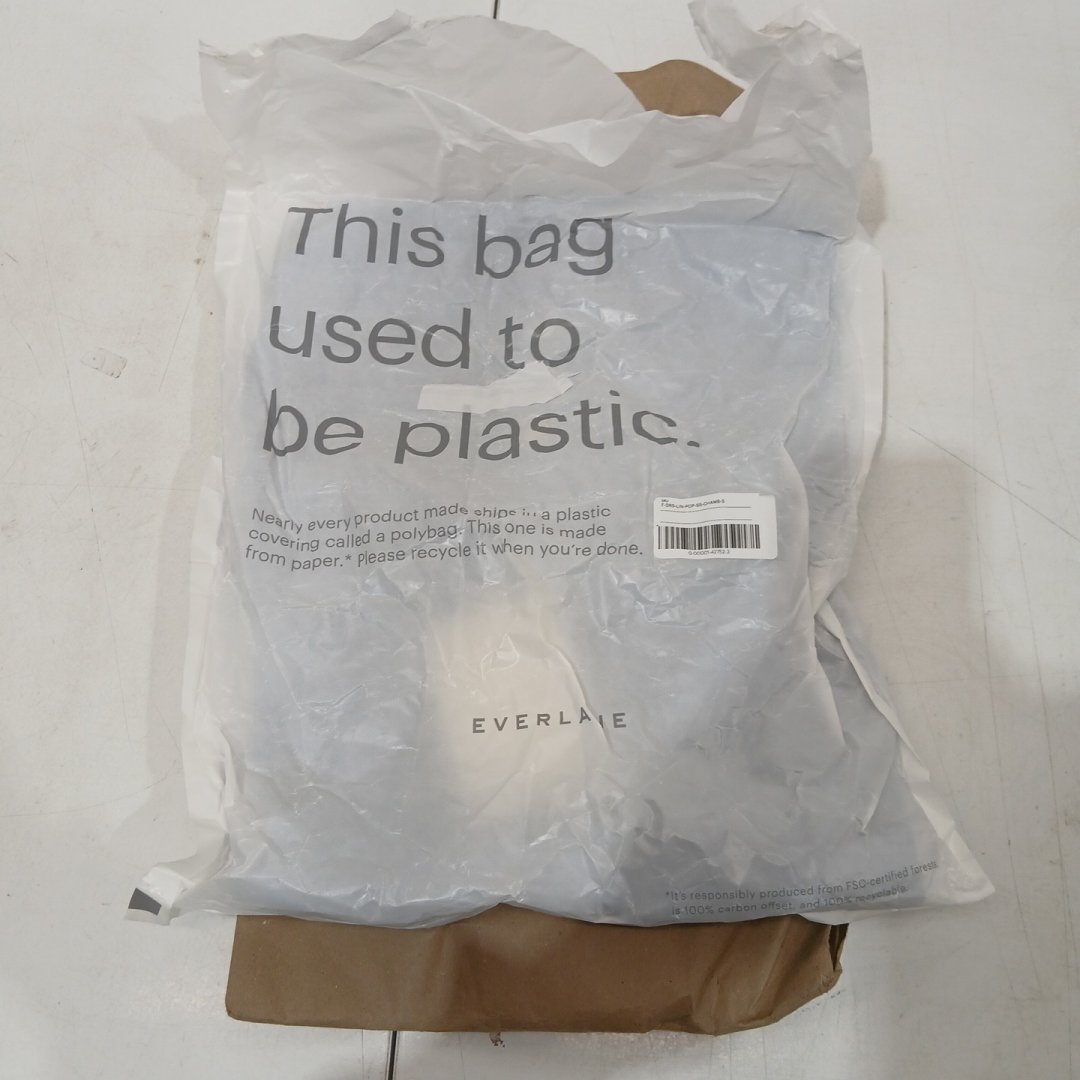 This bag
used to
be plastic.
Nearly every product made ships in a plastic
covering called a polybag. This one is made
from paper.* Please recycle it when you're done.
SKU
EVERLANE
*It's responsibly produced from FSC-certified forests,
is 100% carbon offset, and 100% recyclable.